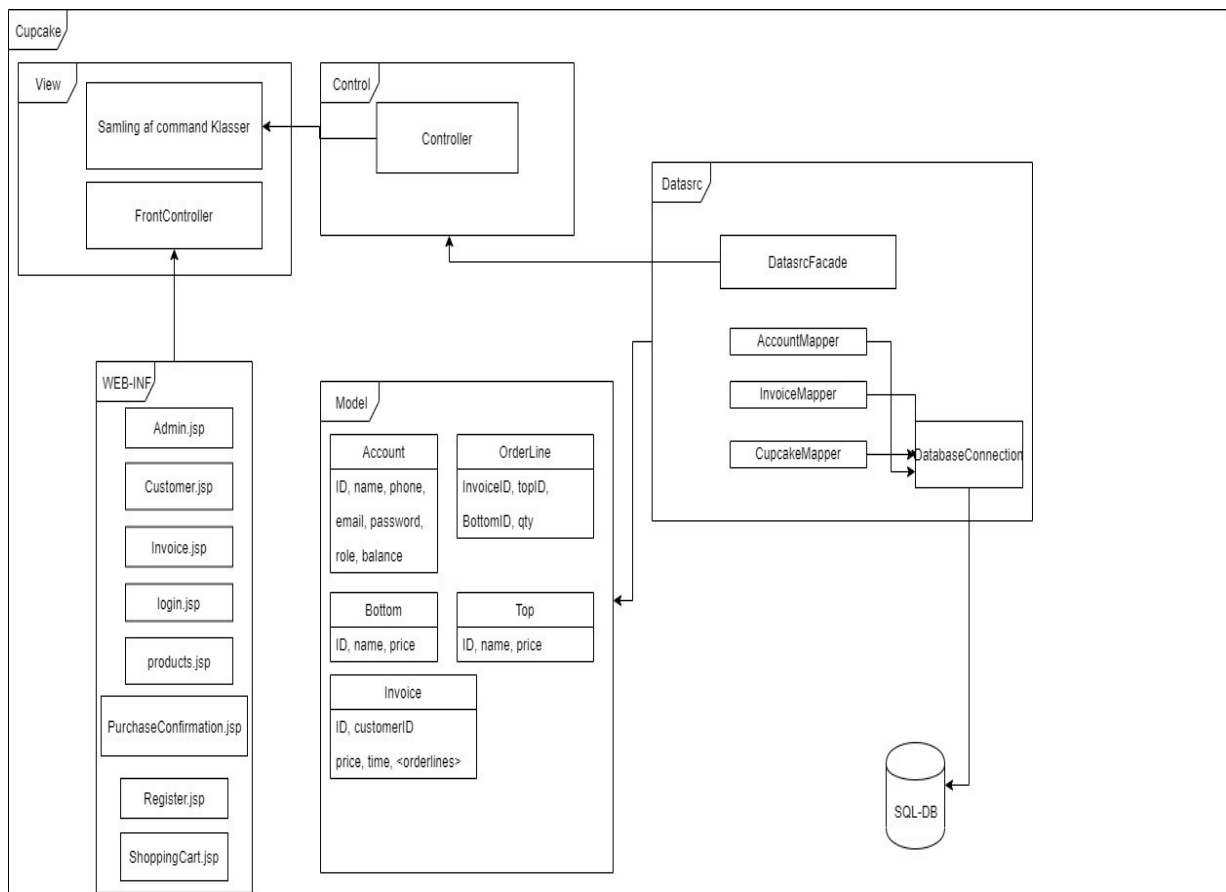 Cupcake
View
Samling af command Klasser
FrontController
Control
Controller
Datasrc
DatasrcFacade
AccountMapper
InvoiceMapper
CupcakeMapper
DatabaseConnection
WEB-INF
Admin.jsp
Customer.jsp
Invoice.jsp
login.jsp
products.jsp
PurchaseConfirmation.jsp
Register.jsp
ShoppingCart.jsp
Model
Account
ID, name, phone,
email, password,
role, balance
OrderLine
InvoiceID, topID,
BottomID, qty
Bottom
ID, name, price
Top
ID, name, price
Invoice
ID, customerID
price, time, <orderlines>
SQL-DB